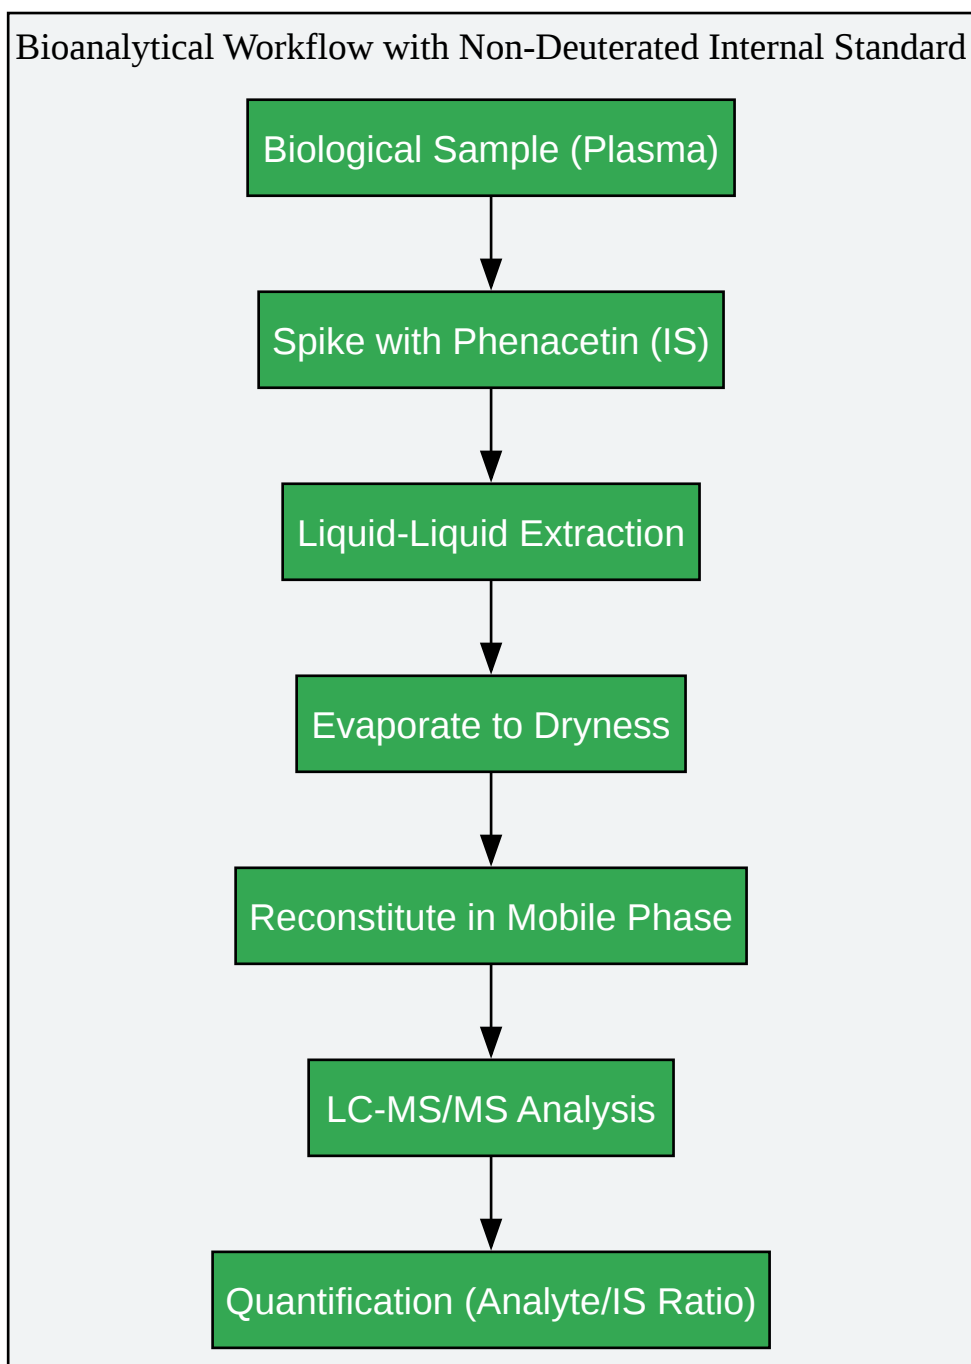 Bioanalytical Workflow with Non-Deuterated Internal Standard
Biological Sample (Plasma)
Spike with Phenacetin (IS)
Liquid-Liquid Extraction
Evaporate to Dryness
Reconstitute in Mobile Phase
LC-MS/MS Analysis
Quantification (Analyte/IS Ratio)